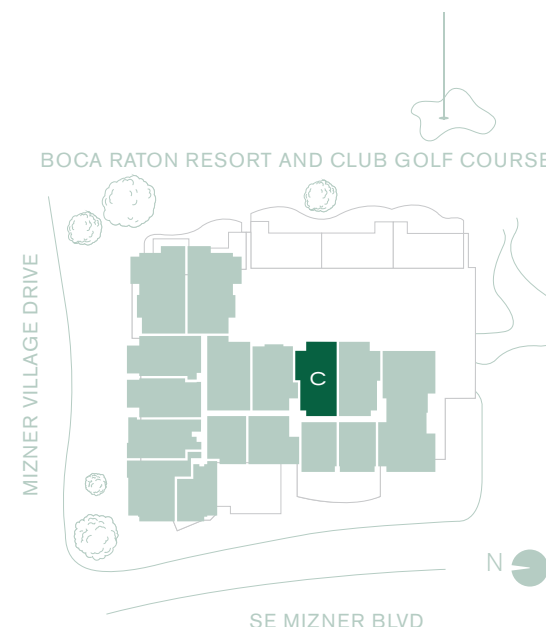 BOCA RATON RESORT AND CLUB GOLF COURSE
MIZNER VILLAGE DRIVE
C
N
SE MIZNER BLVD